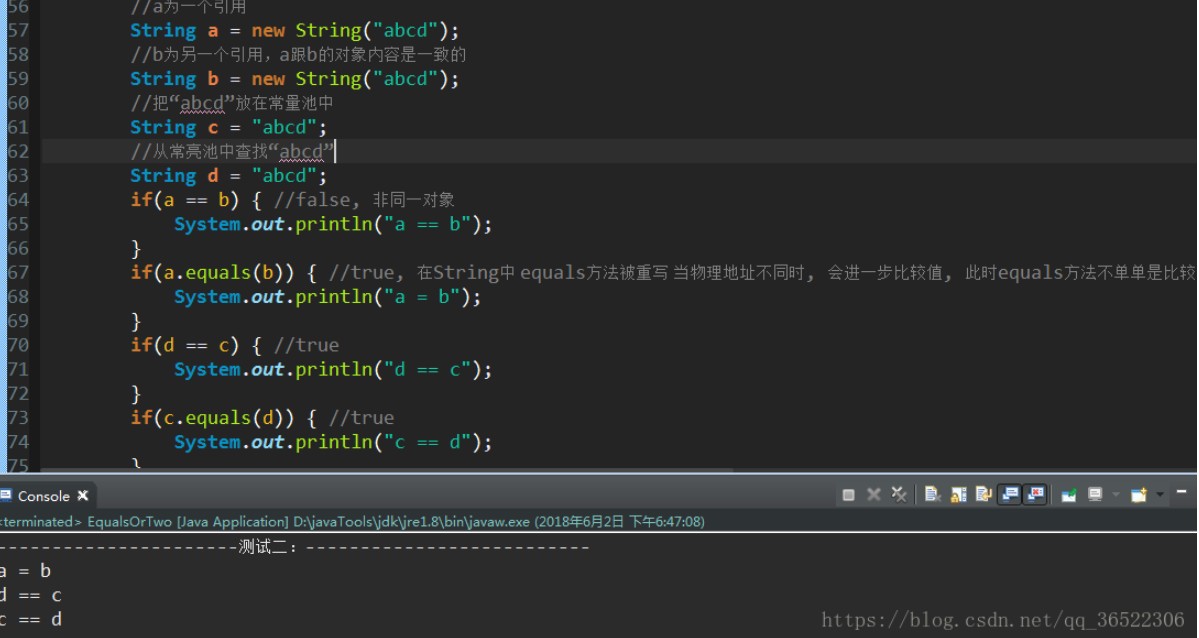 56 //a为一个引用
57 String a = new String("abcd");
58 //b为另一个引用，a跟b的对象内容是一致的
59 String b = new String("abcd");
60 //把“abcd”放在常量池中
61 String c = "abcd";
62 //从常亮池中查找“abcd”
63 String d = "abcd";
64 if(a == b) { //false, 非同一对象
65 System.out.println("a == b");
66 }
67 if(a.equals(b)) { //true, 在String中 equals方法被重写 当物理地址不同时, 会进一步比较值, 此时equals方法不单单是比较
68 System.out.println("a = b");
69 }
70 if(d == c) { //true
71 System.out.println("d == c");
72 }
73 if(c.equals(d)) { //true
74 System.out.println("c == d");
75 }
Console
<terminated> EqualsOrTwo [Java Application] D:\javaTools\jdk\jre1.8\bin\javaw.exe (2018年6月2日 下午6:47:08)
----------------------测试二：--------------------------
a = b
d == c
c == d
https://blog.csdn.net/qq_36522306